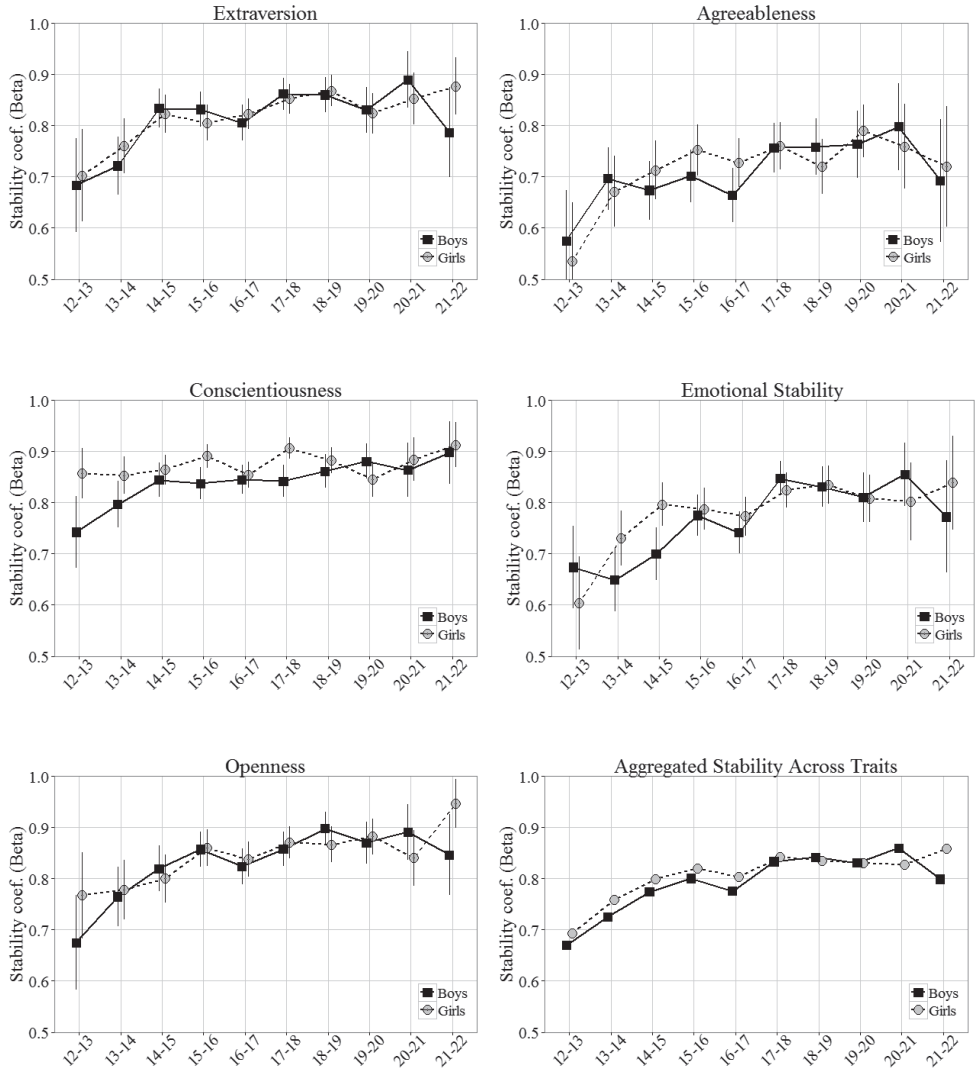 Extraversion
Stability coef. (Beta)
1.0
0.9
0.8
0.7
0.6
0.5
Boys
Girls
12-13 13-14 14-15 15-16 16-17 17-18 18-19 19-20 20-21 21-22
Agreeableness
Stability coef. (Beta)
1.0
0.9
0.8
0.7
0.6
0.5
Boys
Girls
12-13 13-14 14-15 15-16 16-17 17-18 18-19 19-20 20-21 21-22
Conscientiousness
Stability coef. (Beta)
1.0
0.9
0.8
0.7
0.6
0.5
Boys
Girls
12-13 13-14 14-15 15-16 16-17 17-18 18-19 19-20 20-21 21-22
Emotional Stability
Stability coef. (Beta)
1.0
0.9
0.8
0.7
0.6
0.5
Boys
Girls
12-13 13-14 14-15 15-16 16-17 17-18 18-19 19-20 20-21 21-22
Openness
Stability coef. (Beta)
1.0
0.9
0.8
0.7
0.6
0.5
Boys
Girls
12-13 13-14 14-15 15-16 16-17 17-18 18-19 19-20 20-21 21-22
Aggregated Stability Across Traits
Stability coef. (Beta)
1.0
0.9
0.8
0.7
0.6
0.5
Boys
Girls
12-13 13-14 14-15 15-16 16-17 17-18 18-19 19-20 20-21 21-22